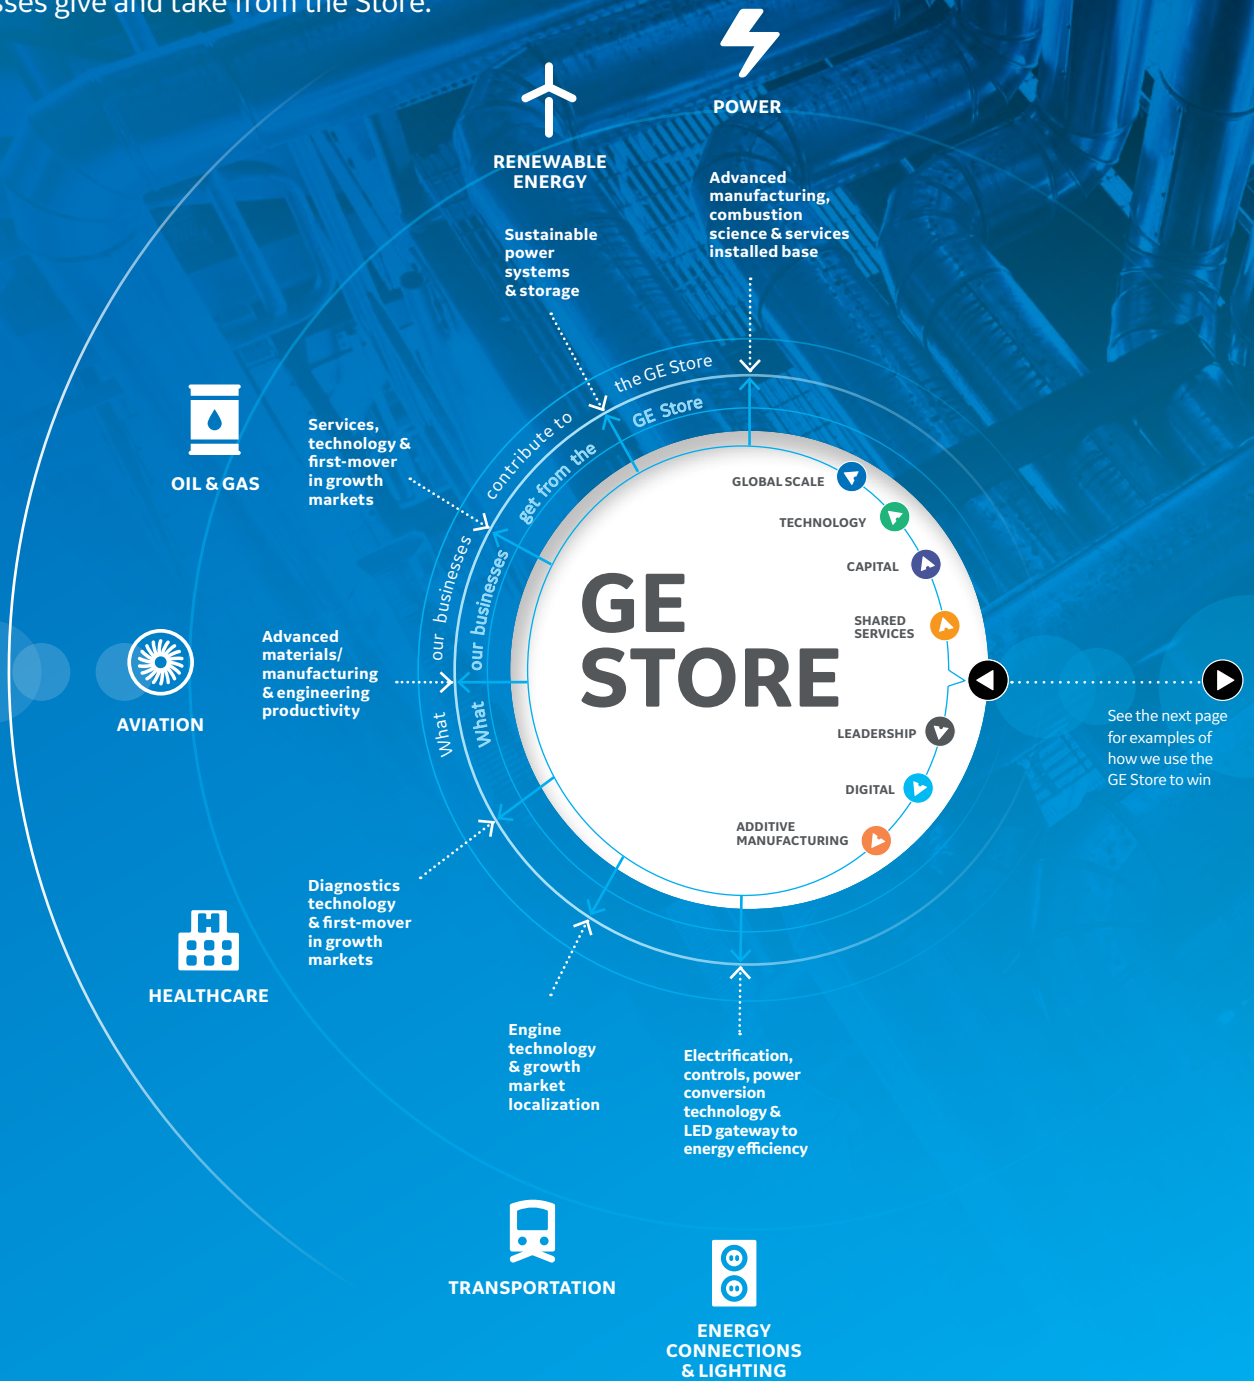 give and take from the Store.
POWER
RENEWABLE
ENERGY
Advanced
manufacturing,
combustion
science & services
installed base
Sustainable
power
systems
& storage
OIL & GAS
Services,
technology &
first-mover
in growth
markets
AVIATION
Advanced
materials/
manufacturing
& engineering
productivity
HEALTHCARE
Diagnostics
technology
& first-mover
in growth
markets
TRANSPORTATION
Engine
technology
& growth
market
localization
ENERGY
CONNECTIONS
& LIGHTING
Electrification,
controls, power
conversion
technology &
LED gateway to
energy efficiency
What our businesses contribute to the GE Store
What our businesses get from the GE Store
GE
STORE
GLOBAL SCALE
TECHNOLOGY
CAPITAL
SHARED
SERVICES
LEADERSHIP
DIGITAL
ADDITIVE
MANUFACTURING
See the next page
for examples of
how we use the
GE Store to win